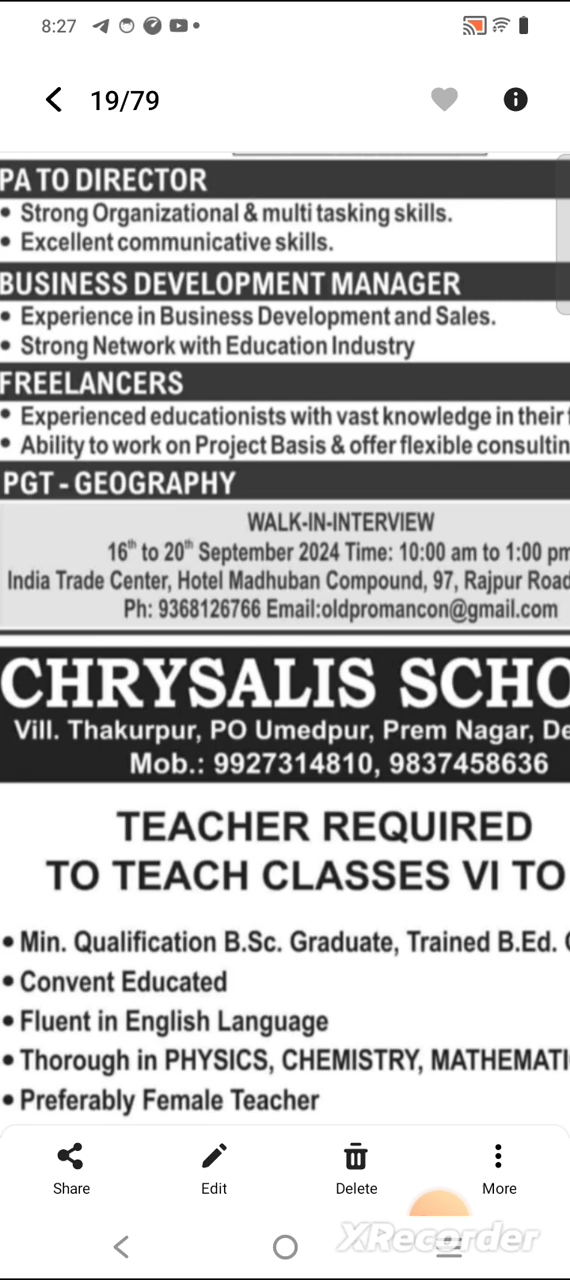 8:27
19/79
PA TO DIRECTOR
• Strong Organizational & multi tasking skills.
• Excellent communicative skills.
BUSINESS DEVELOPMENT MANAGER
• Experience in Business Development and Sales.
• Strong Network with Education Industry
FREELANCERS
• Experienced educationists with vast knowledge in their
• Ability to work on Project Basis & offer flexible consultin
PGT - GEOGRAPHY
WALK-IN-INTERVIEW
16th to 20th September 2024 Time: 10:00 am to 1:00 pm
India Trade Center, Hotel Madhuban Compound, 97, Rajpur Road
Ph: 9368126766 Email:oldpromancon@gmail.com
CHRYSALIS SCHO
Vill. Thakurpur, PO Umedpur, Prem Nagar, De
Mob.: 9927314810, 9837458636
TEACHER REQUIRED
TO TEACH CLASSES VI TO
• Min. Qualification B.Sc. Graduate, Trained B.Ed.
• Convent Educated
• Fluent in English Language
• Thorough in PHYSICS, CHEMISTRY, MATHEMATI
• Preferably Female Teacher
Share Edit Delete More
XRecorder